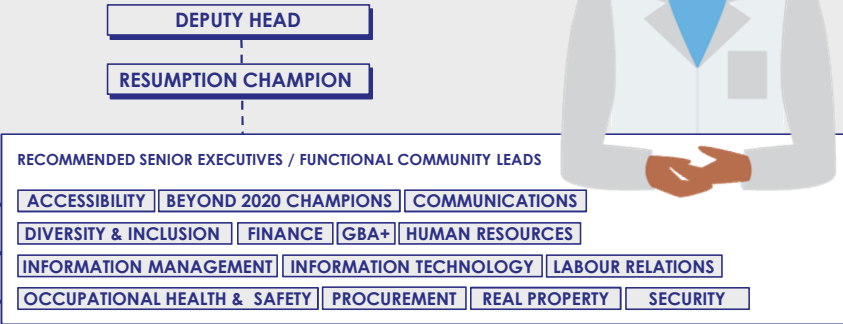 DEPUTY HEAD
RESUMPTION CHAMPION
RECOMMENDED SENIOR EXECUTIVES / FUNCTIONAL COMMUNITY LEADS
ACCESSIBILITY BEYOND 2020 CHAMPIONS COMMUNICATIONS
DIVERSITY & INCLUSION FINANCE GBA+ HUMAN RESOURCES
INFORMATION MANAGEMENT INFORMATION TECHNOLOGY LABOUR RELATIONS
OCCUPATIONAL HEALTH & SAFETY PROCUREMENT REAL PROPERTY SECURITY